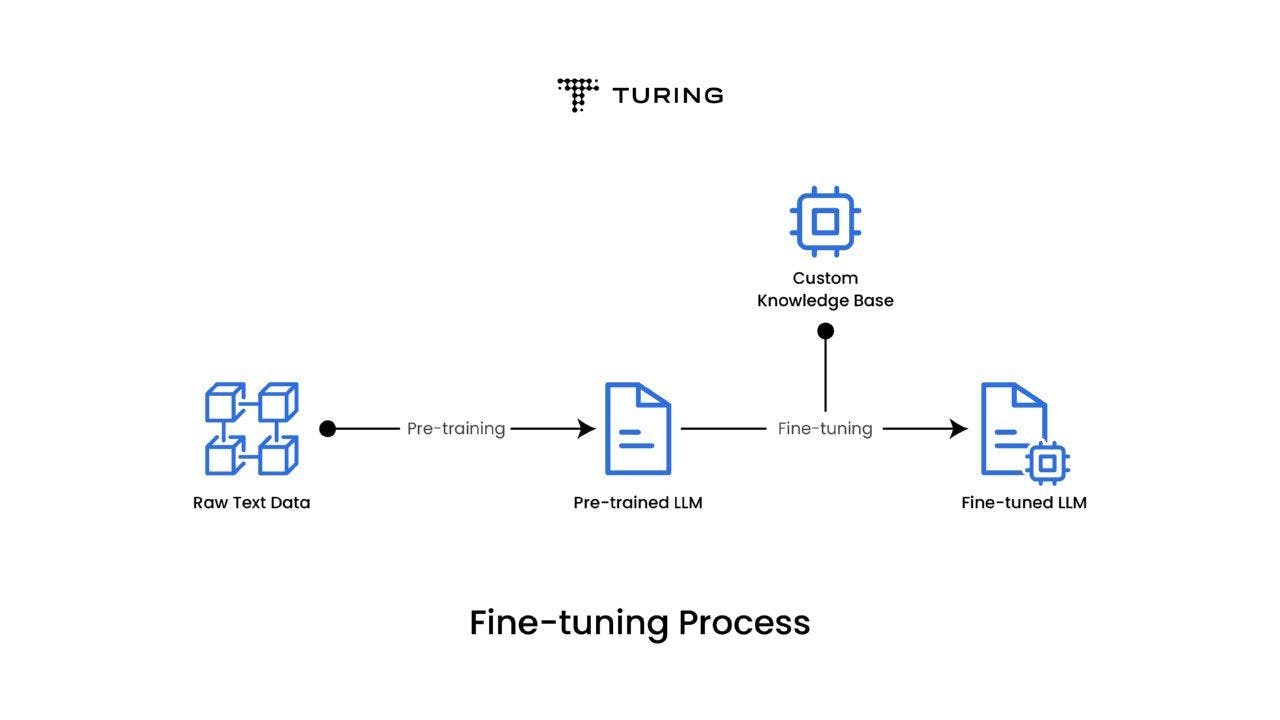 TURING
Custom
Knowledge Base
Pre-training
Fine-tuning
Raw Text Data
Pre-trained LLM
Fine-tuned LLM
Fine-tuning Process